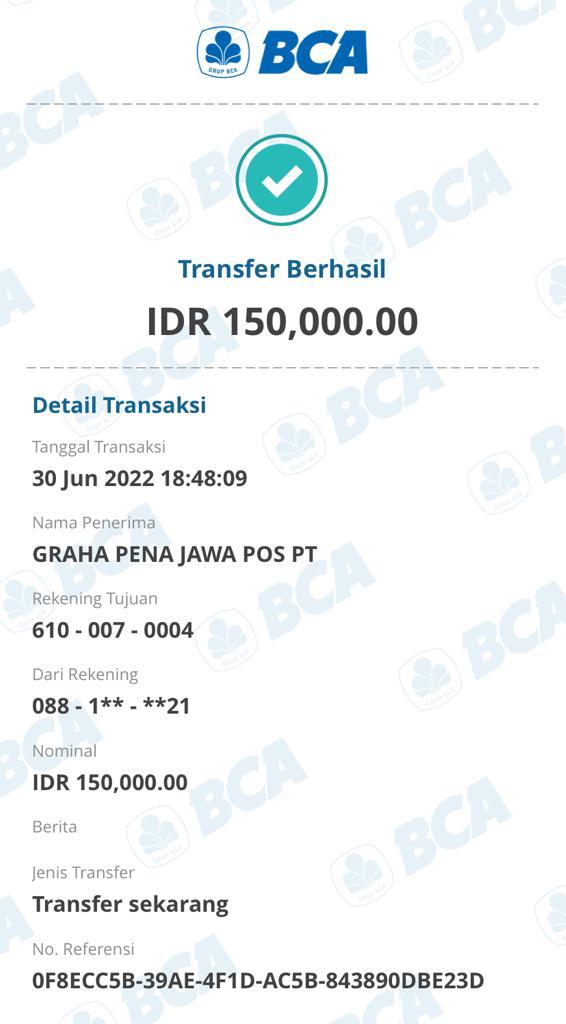 GRUP BCA BCA
Transfer Berhasil
IDR 150,000.00
Detail Transaksi
Tanggal Transaksi
30 Jun 2022 18:48:09
Nama Penerima
GRAHA PENA JAWA POS PT
Rekening Tujuan
610 - 007 - 0004
Dari Rekening
088 - 1** - **21
Nominal
IDR 150,000.00
Berita
Jenis Transfer
Transfer sekarang
No. Referensi
0F8ECC5B-39AE-4F1D-AC5B-843890DBE23D